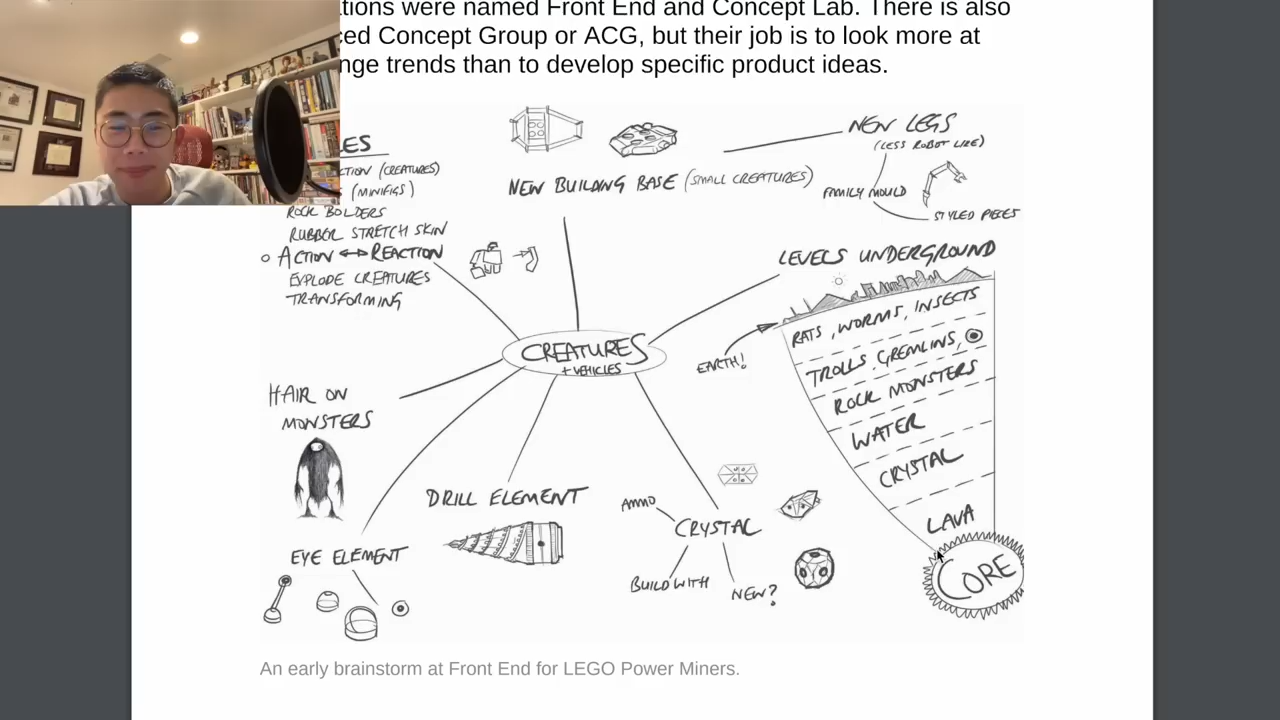 tions were named Front End and Concept Lab. There is also
ced Concept Group or ACG, but their job is to look more at
nge trends than to develop specific product ideas.
LES
CTION (CREATURES)
(MINIFIGS)
ROCK BOLDERS
RUBBER STRETCH SKIN
ACTION ↔ REACTION
EXPLODE CREATURES
TRANSFORMING
NEW BUILDING BASE (SMALL CREATURES)
NEW LEGS
(LESS ROBOT LIKE)
FAMILY MOULD
STYLED PIECES
LEVELS UNDERGROUND
EARTH!
RATS, WORMS, INSECTS
TROLLS, GREMLINS,
ROCK MONSTERS
WATER
CRYSTAL
LAVA
CORE
CREATURES
+ VEHICLES
HAIR ON
MONSTERS
EYE ELEMENT
DRILL ELEMENT
AMMO
CRYSTAL
BUILD WITH
NEW?
An early brainstorm at Front End for LEGO Power Miners.